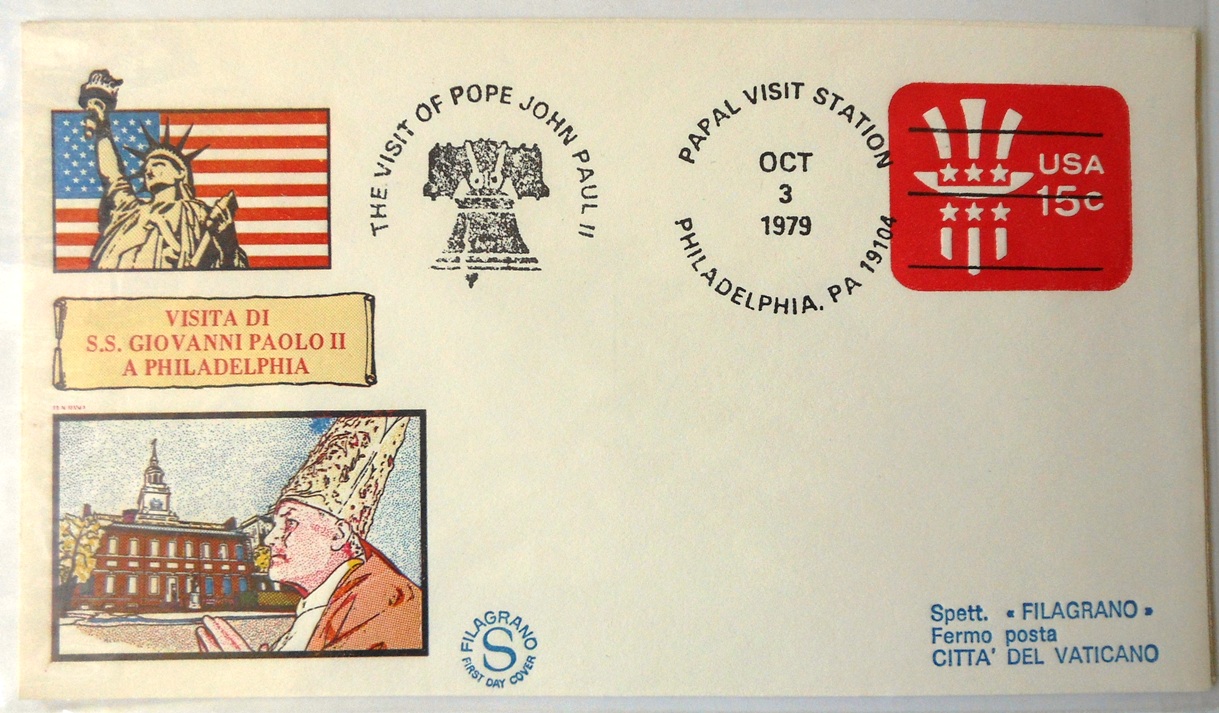 THE VISIT OF POPE JOHN PAUL II
PAPAL VISIT STATION
OCT
3
1979
PHILADELPHIA, PA 19104
USA
15c
VISITA DI
S.S. GIOVANNI PAOLO II
A PHILADELPHIA
FILAGRANO
S
FIRST DAY COVER
Spett. « FILAGRANO »
Fermo posta
CITTA' DEL VATICANO